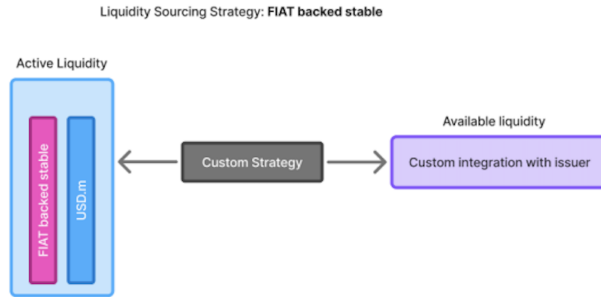 Liquidity Sourcing Strategy: FIAT backed stable
Active Liquidity
FIAT backed stable
USD.m
Custom Strategy
Available liquidity
Custom integration with issuer